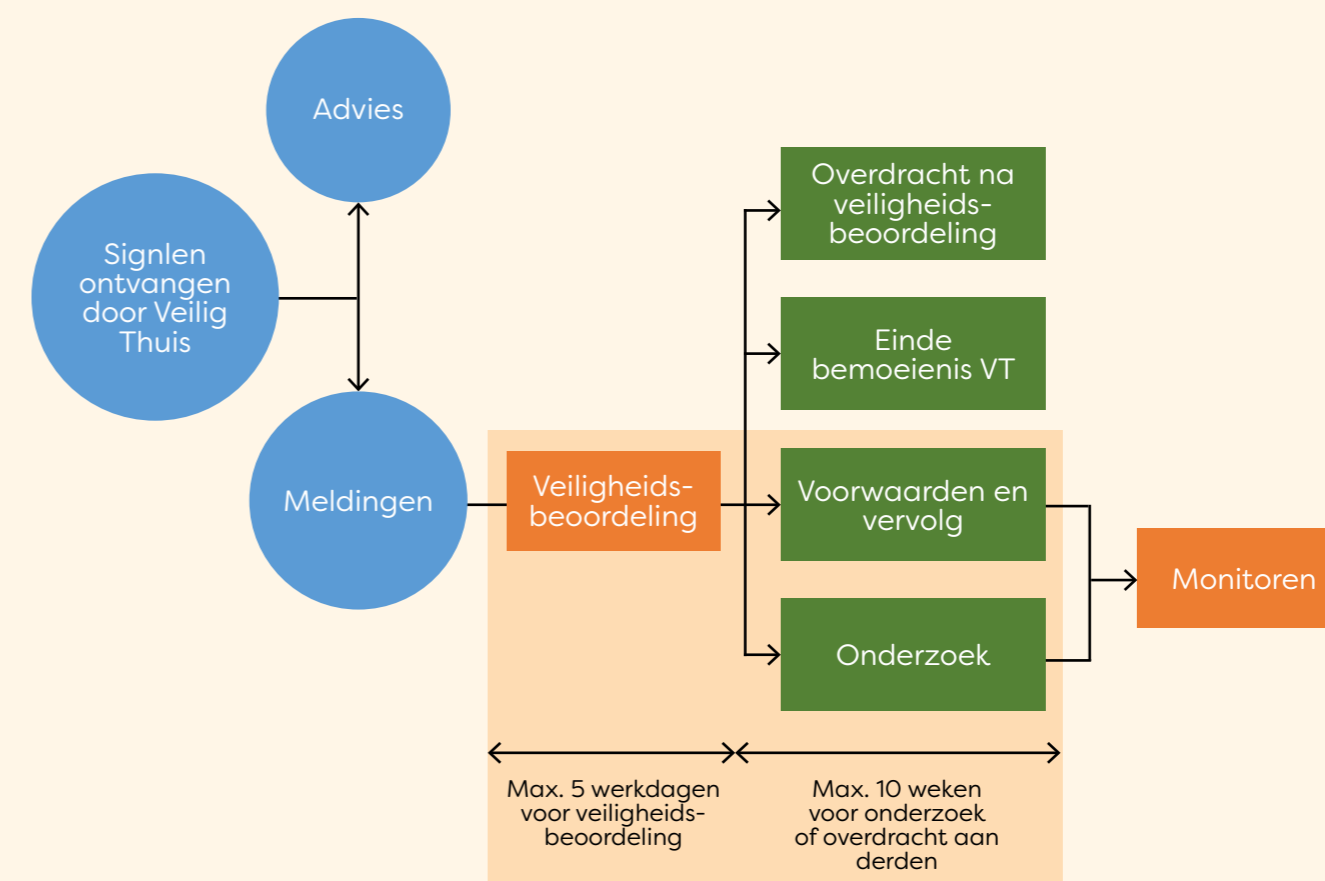 Advies
Signlen
ontvangen
door Veilig
Thuis
Meldingen
Veiligheids-
beoordeling
Overdracht na
veiligheids-
beoordeling
Einde
bemoeienis VT
Voorwaarden en
vervolg
Onderzoek
Monitoren
Max. 5 werkdagen
voor veiligheids-
beoordeling
Max. 10 weken
voor onderzoek
of overdracht aan
derden